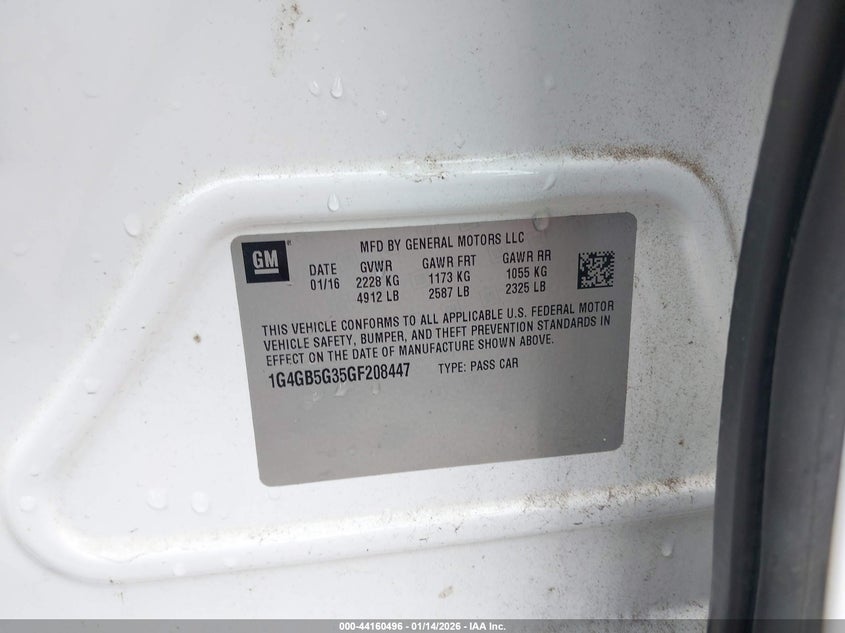 GM
MFD BY GENERAL MOTORS LLC
DATE GVWR GAWR FRT GAWR RR
01/16 2228 KG 1173 KG 1055 KG
4912 LB 2587 LB 2325 LB
THIS VEHICLE CONFORMS TO ALL APPLICABLE U.S. FEDERAL MOTOR
VEHICLE SAFETY, BUMPER, AND THEFT PREVENTION STANDARDS IN
EFFECT ON THE DATE OF MANUFACTURE SHOWN ABOVE.
1G4GB5G35GF208447 TYPE: PASS CAR
000-44160496 - 01/14/2026 - IAA Inc.